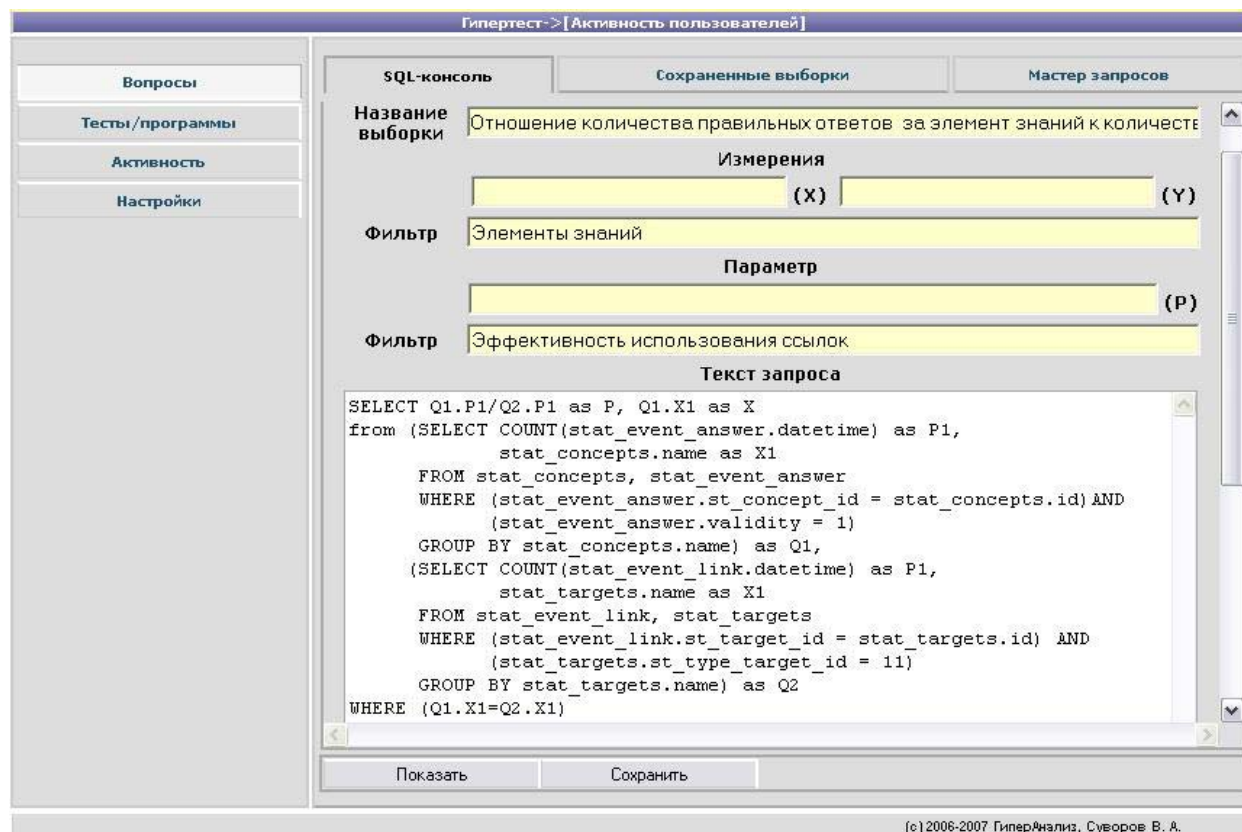 Гипертест->[Активность пользователей]
Вопросы
Тесты/программы
Активность
Настройки
SQL-консоль
Сохраненные выборки
Мастер запросов
Название
выборки
Отношение количества правильных ответов за элемент знаний к количеств
Измерения
(X)
(Y)
Фильтр
Элементы знаний
Параметр
(P)
Фильтр
Эффективность использования ссылок
Текст запроса
SELECT Q1.P1/Q2.P1 as P, Q1.X1 as X
from (SELECT COUNT(stat_event_answer.datetime) as P1,
stat_concepts.name as X1
FROM stat_concepts, stat_event_answer
WHERE (stat_event_answer.st_concept_id = stat_concepts.id)AND
(stat_event_answer.validity = 1)
GROUP BY stat_concepts.name) as Q1,
(SELECT COUNT(stat_event_link.datetime) as P1,
stat_targets.name as X1
FROM stat_event_link, stat_targets
WHERE (stat_event_link.st_target_id = stat_targets.id) AND
(stat_targets.st_type_target_id = 11)
GROUP BY stat_targets.name) as Q2
WHERE (Q1.X1=Q2.X1)
Показать
Сохранить
(c)2006-2007 ГиперАнализ, Суворов В. А.